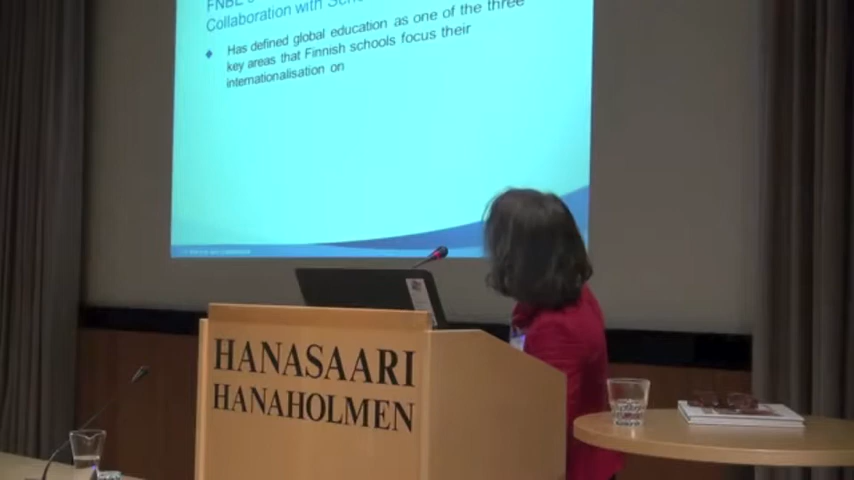 Collaboration with
Has defined global education as one of the three
key areas that Finnish schools focus their
internationalisation on
HANASAARI
HANAHOLMEN